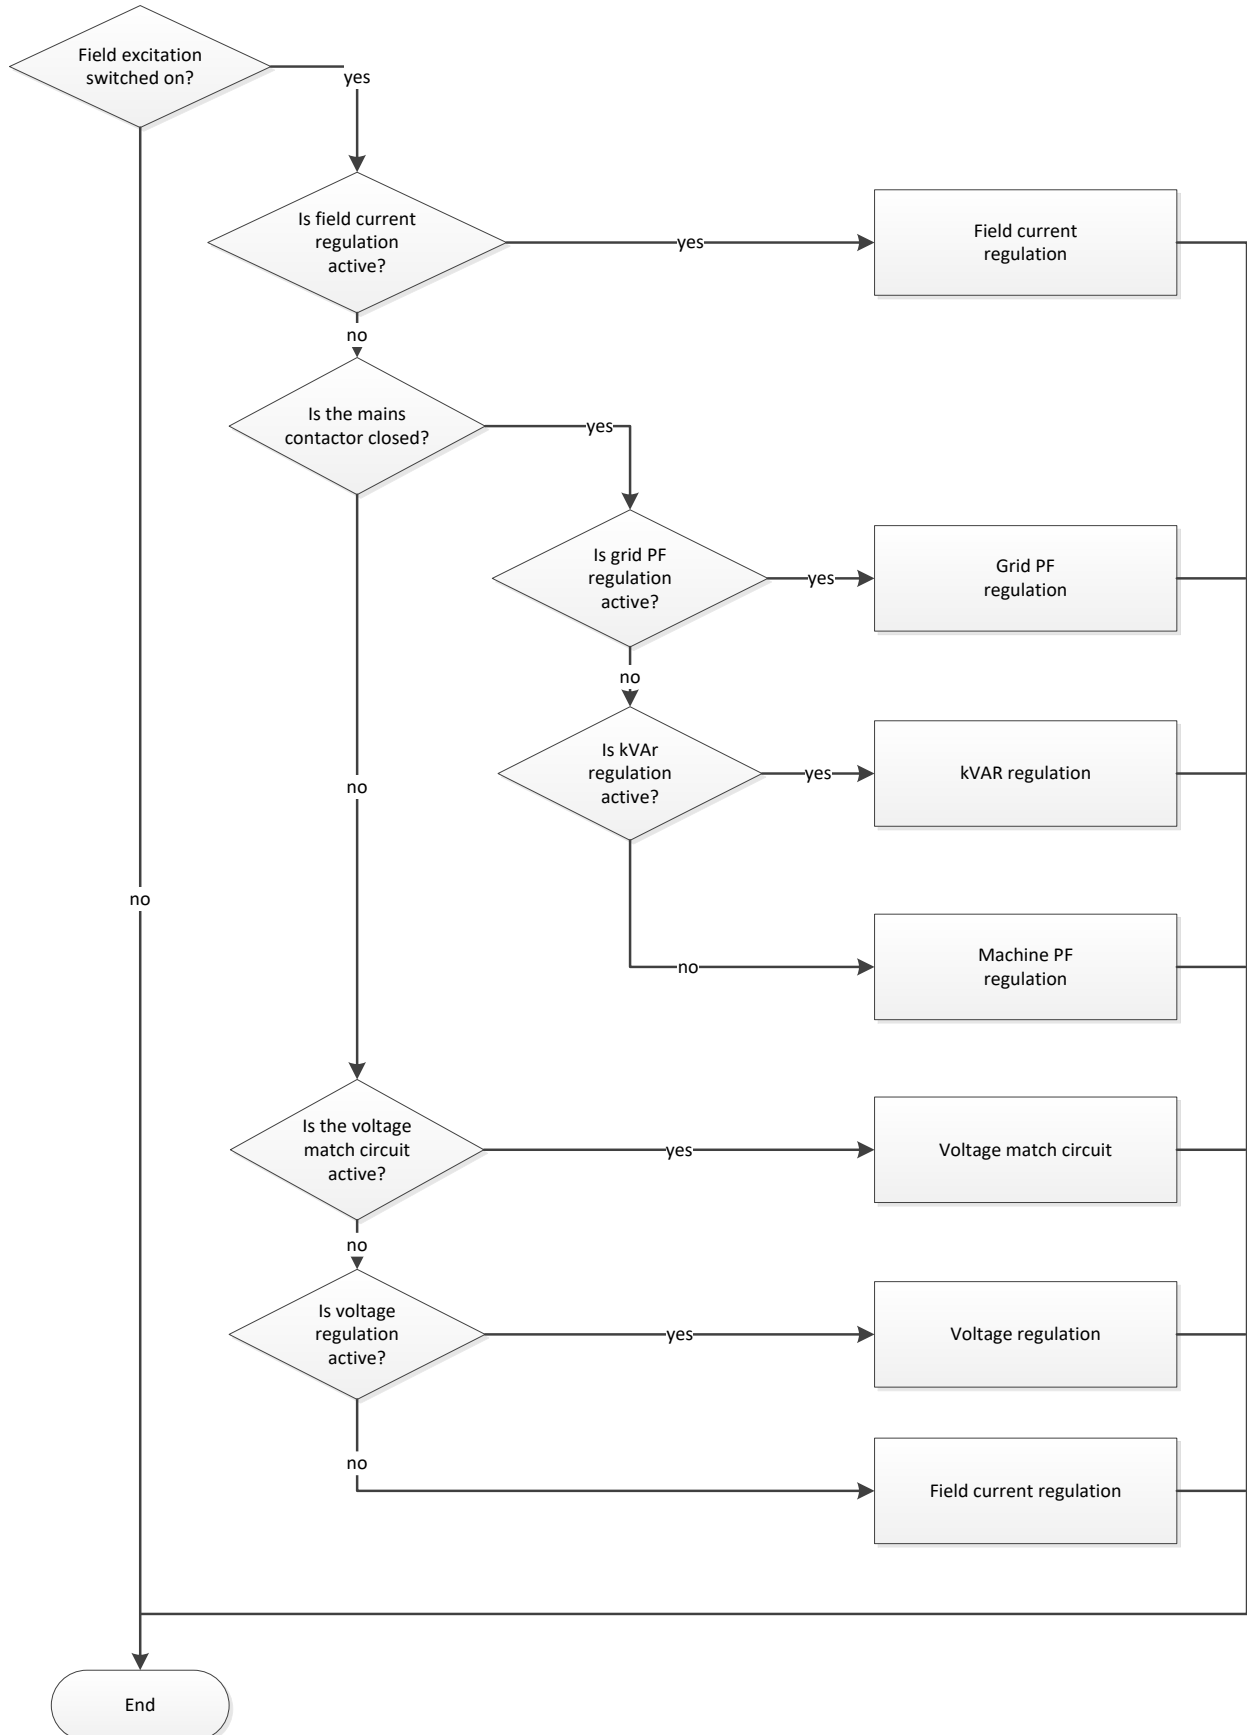 Field excitation
switched on?
yes
Is field current
regulation
active?
yes
Field current
regulation
no
Is the mains
contactor closed?
yes
Is grid PF
regulation
active?
yes
Grid PF
regulation
no
Is kVAr
regulation
active?
yes
kVAR regulation
no
no
no
Machine PF
regulation
Is the voltage
match circuit
active?
yes
Voltage match circuit
no
Is voltage
regulation
active?
yes
Voltage regulation
no
Field current regulation
End